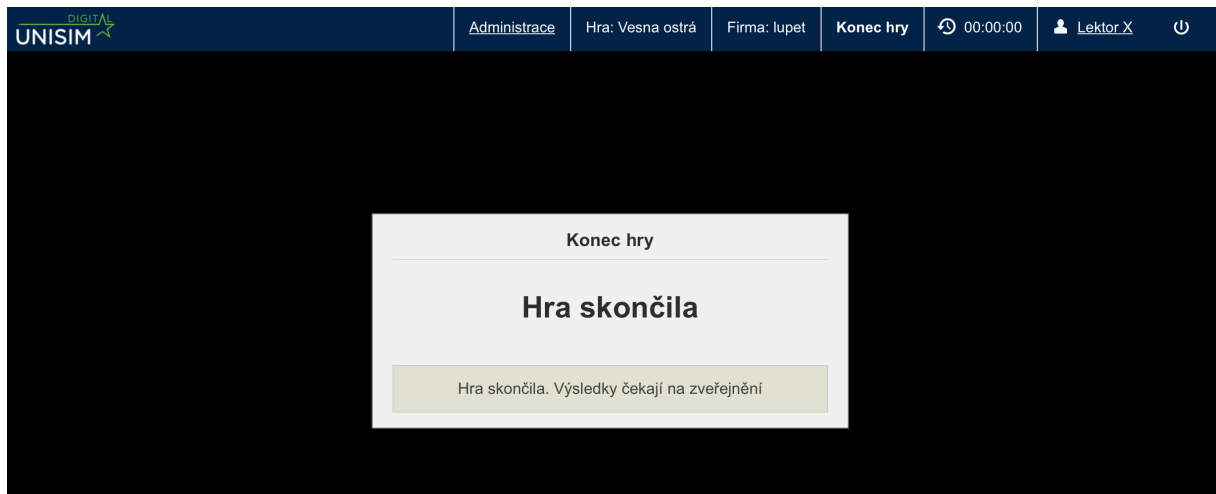 DIGITAL
UNISIM
Administrace
Hra: Vesna ostrá
Firma: lupet
Konec hry
00:00:00
Lektor X
Konec hry
Hra skončila
Hra skončila. Výsledky čekají na zveřejnění